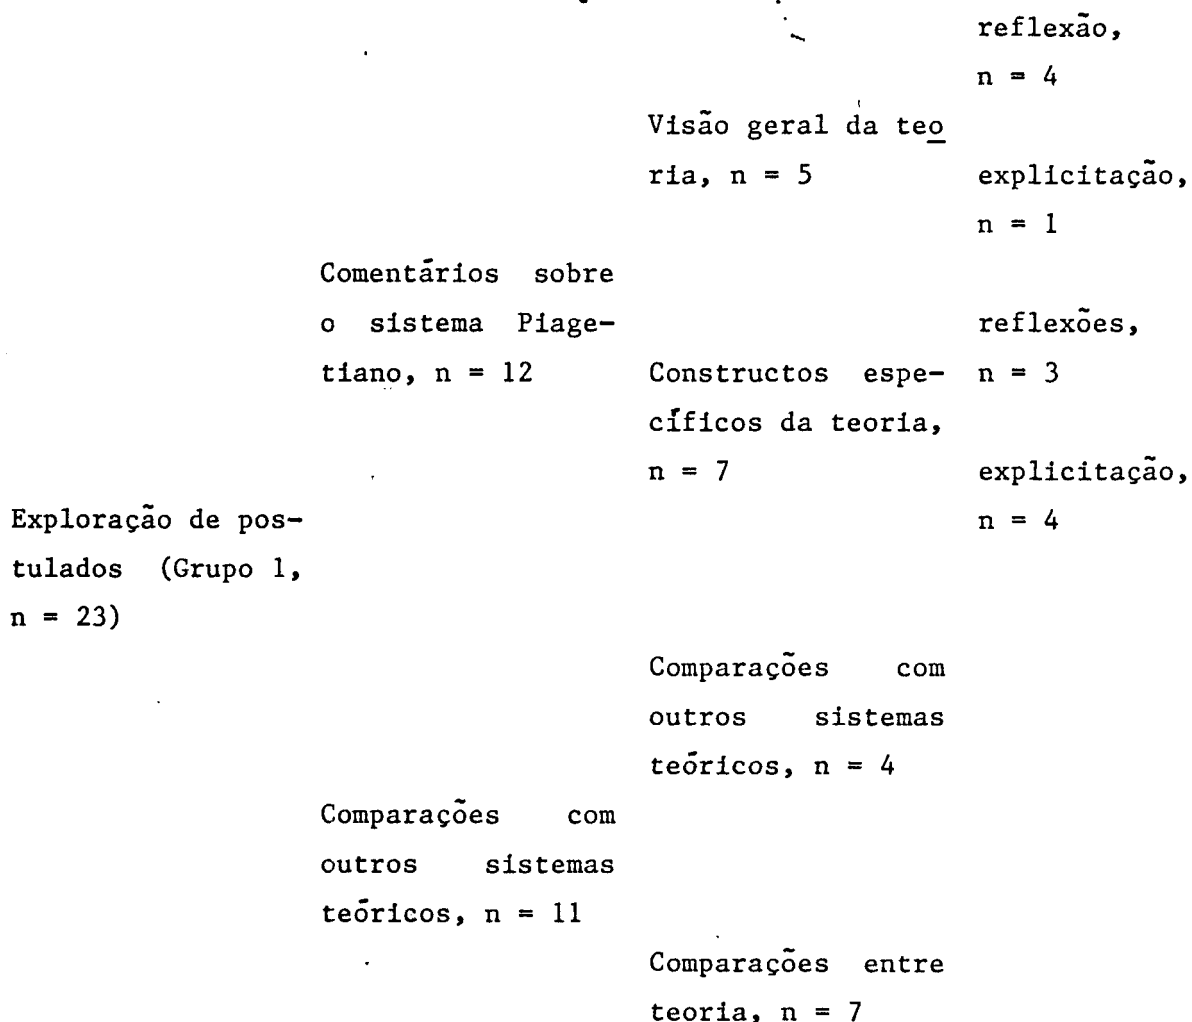 reflexão,
n = 4
Visão geral da teo
ria, n = 5
explicitação,
n = 1
Comentários sobre
o sistema Piage-
tiano, n = 12
reflexões,
n = 3
Constructos espe-
cíficos da teoria,
n = 7
explicitação,
n = 4
Exploração de pos-
tulados (Grupo 1,
n = 23)
Comparações com
outros sistemas
teóricos, n = 4
Comparações com
outros sistemas
teóricos, n = 11
Comparações entre
teoria, n = 7